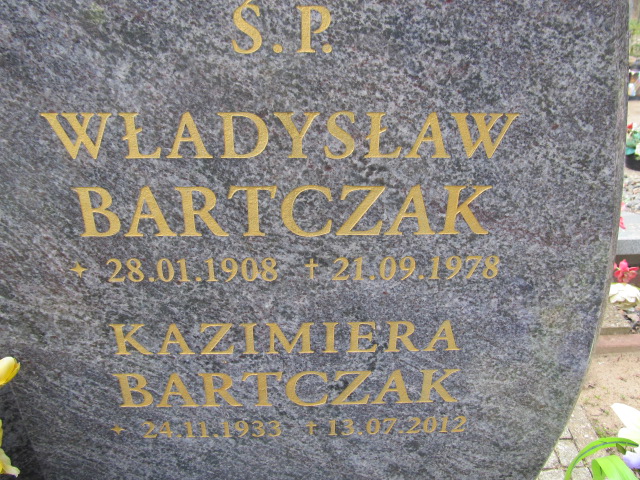 Ś.P.
WŁADYSŁAW
BARTCZAK
✦ 28.01.1908 † 21.09.1978
KAZIMIERA
BARTCZAK
✦ 24.11.1933 † 13.07.2012